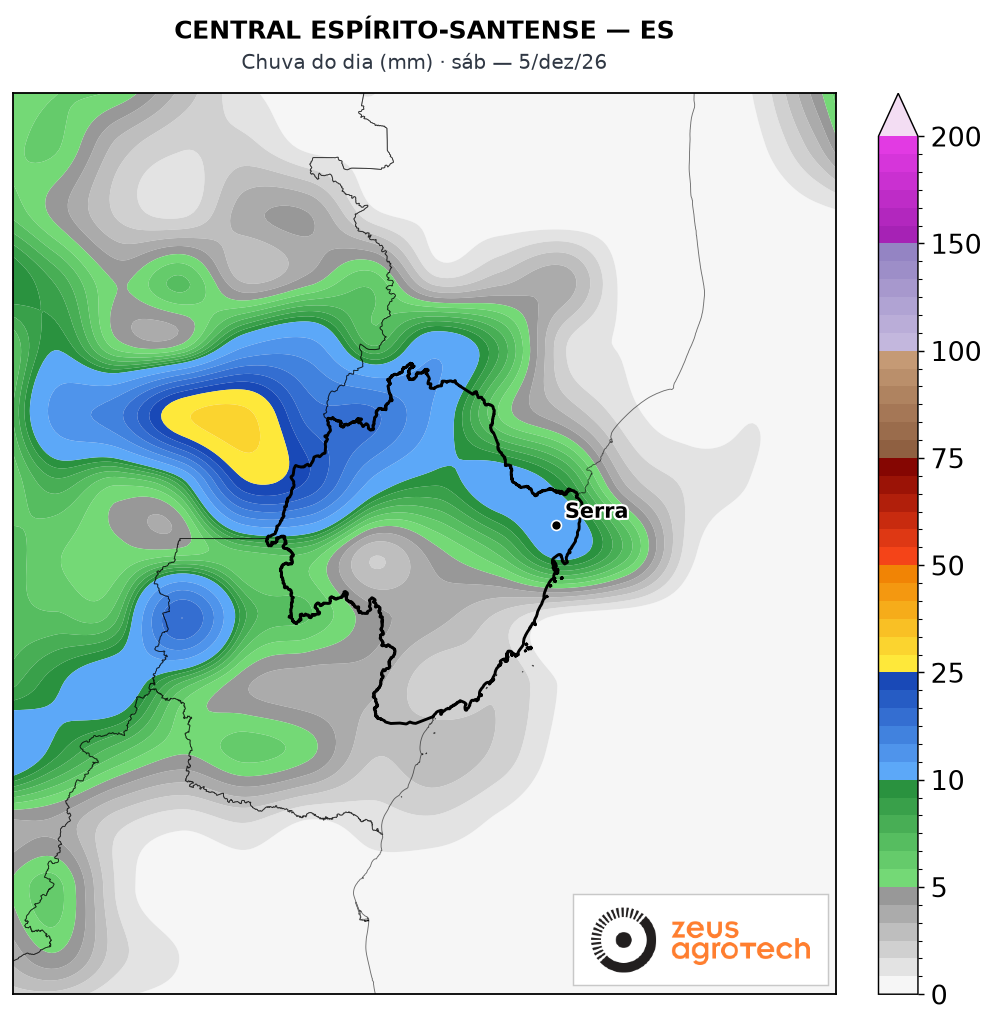 CENTRAL ESPÍRITO-SANTENSE — ES
Chuva do dia (mm) · sáb — 5/dez/26
200
150
100
75
50
25
10
5
0
Serra
zeus
agrotech